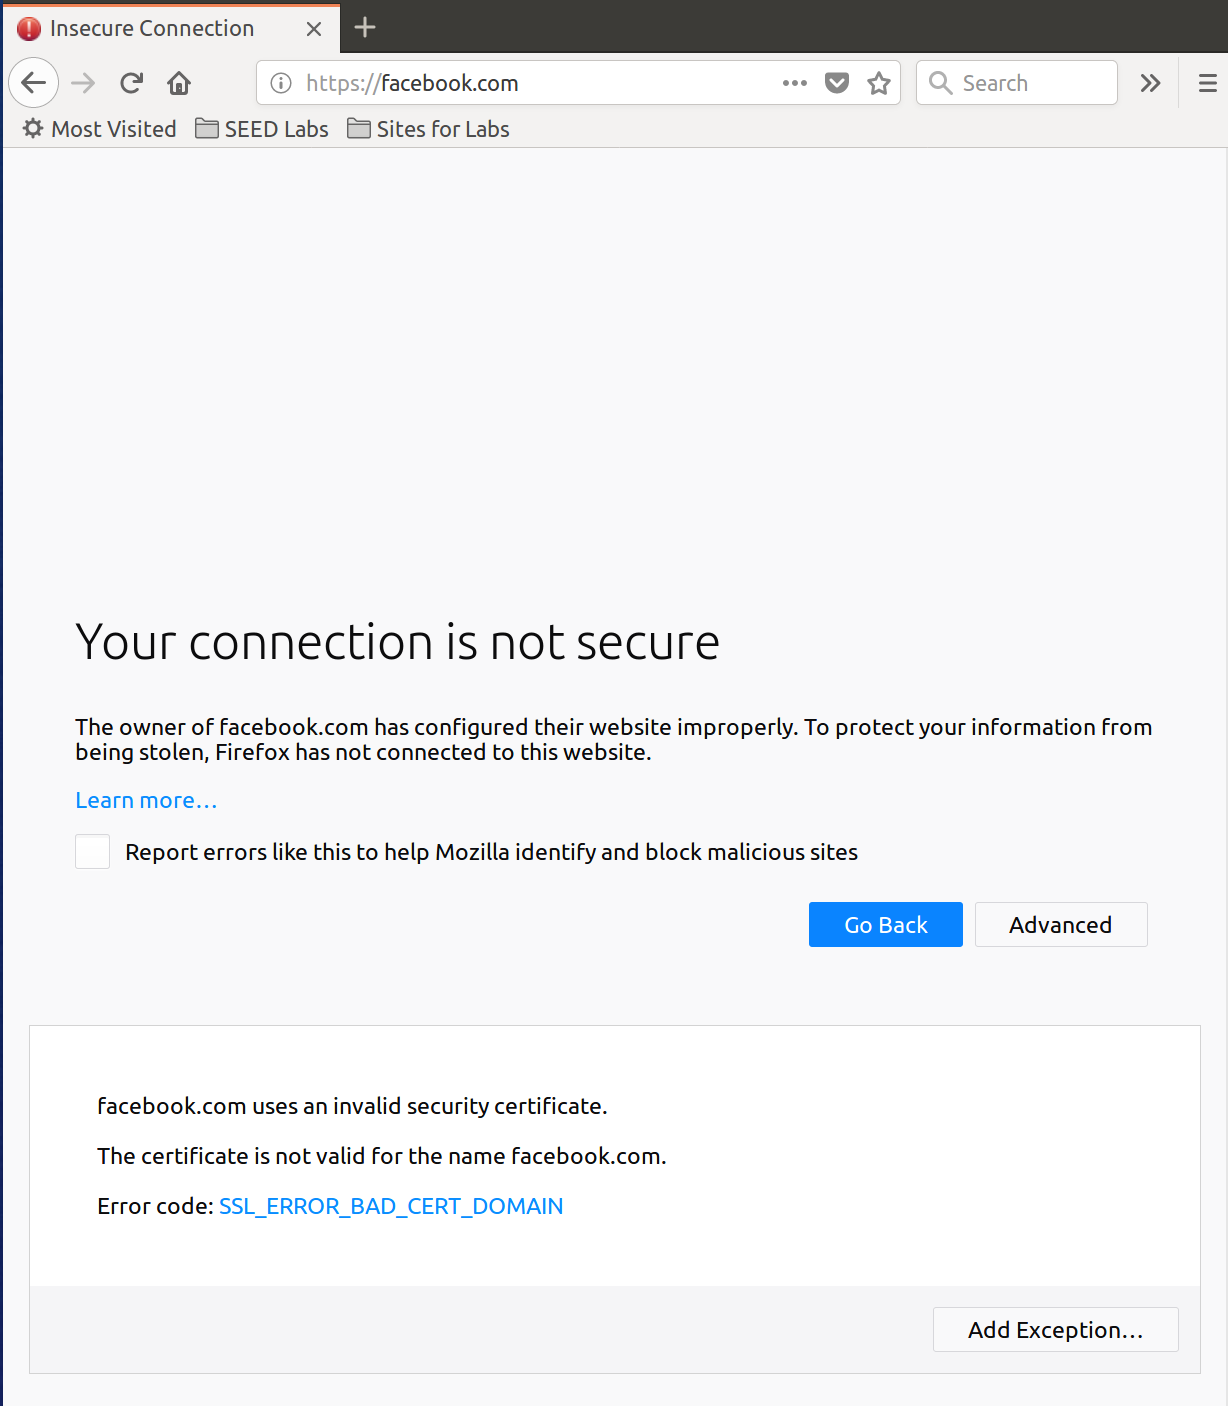 Insecure Connection
https://facebook.com
Search
Most Visited SEED Labs Sites for Labs
Your connection is not secure
The owner of facebook.com has configured their website improperly. To protect your information from
being stolen, Firefox has not connected to this website.
Learn more…
Report errors like this to help Mozilla identify and block malicious sites
Go Back Advanced
facebook.com uses an invalid security certificate.
The certificate is not valid for the name facebook.com.
Error code: SSL_ERROR_BAD_CERT_DOMAIN
Add Exception…